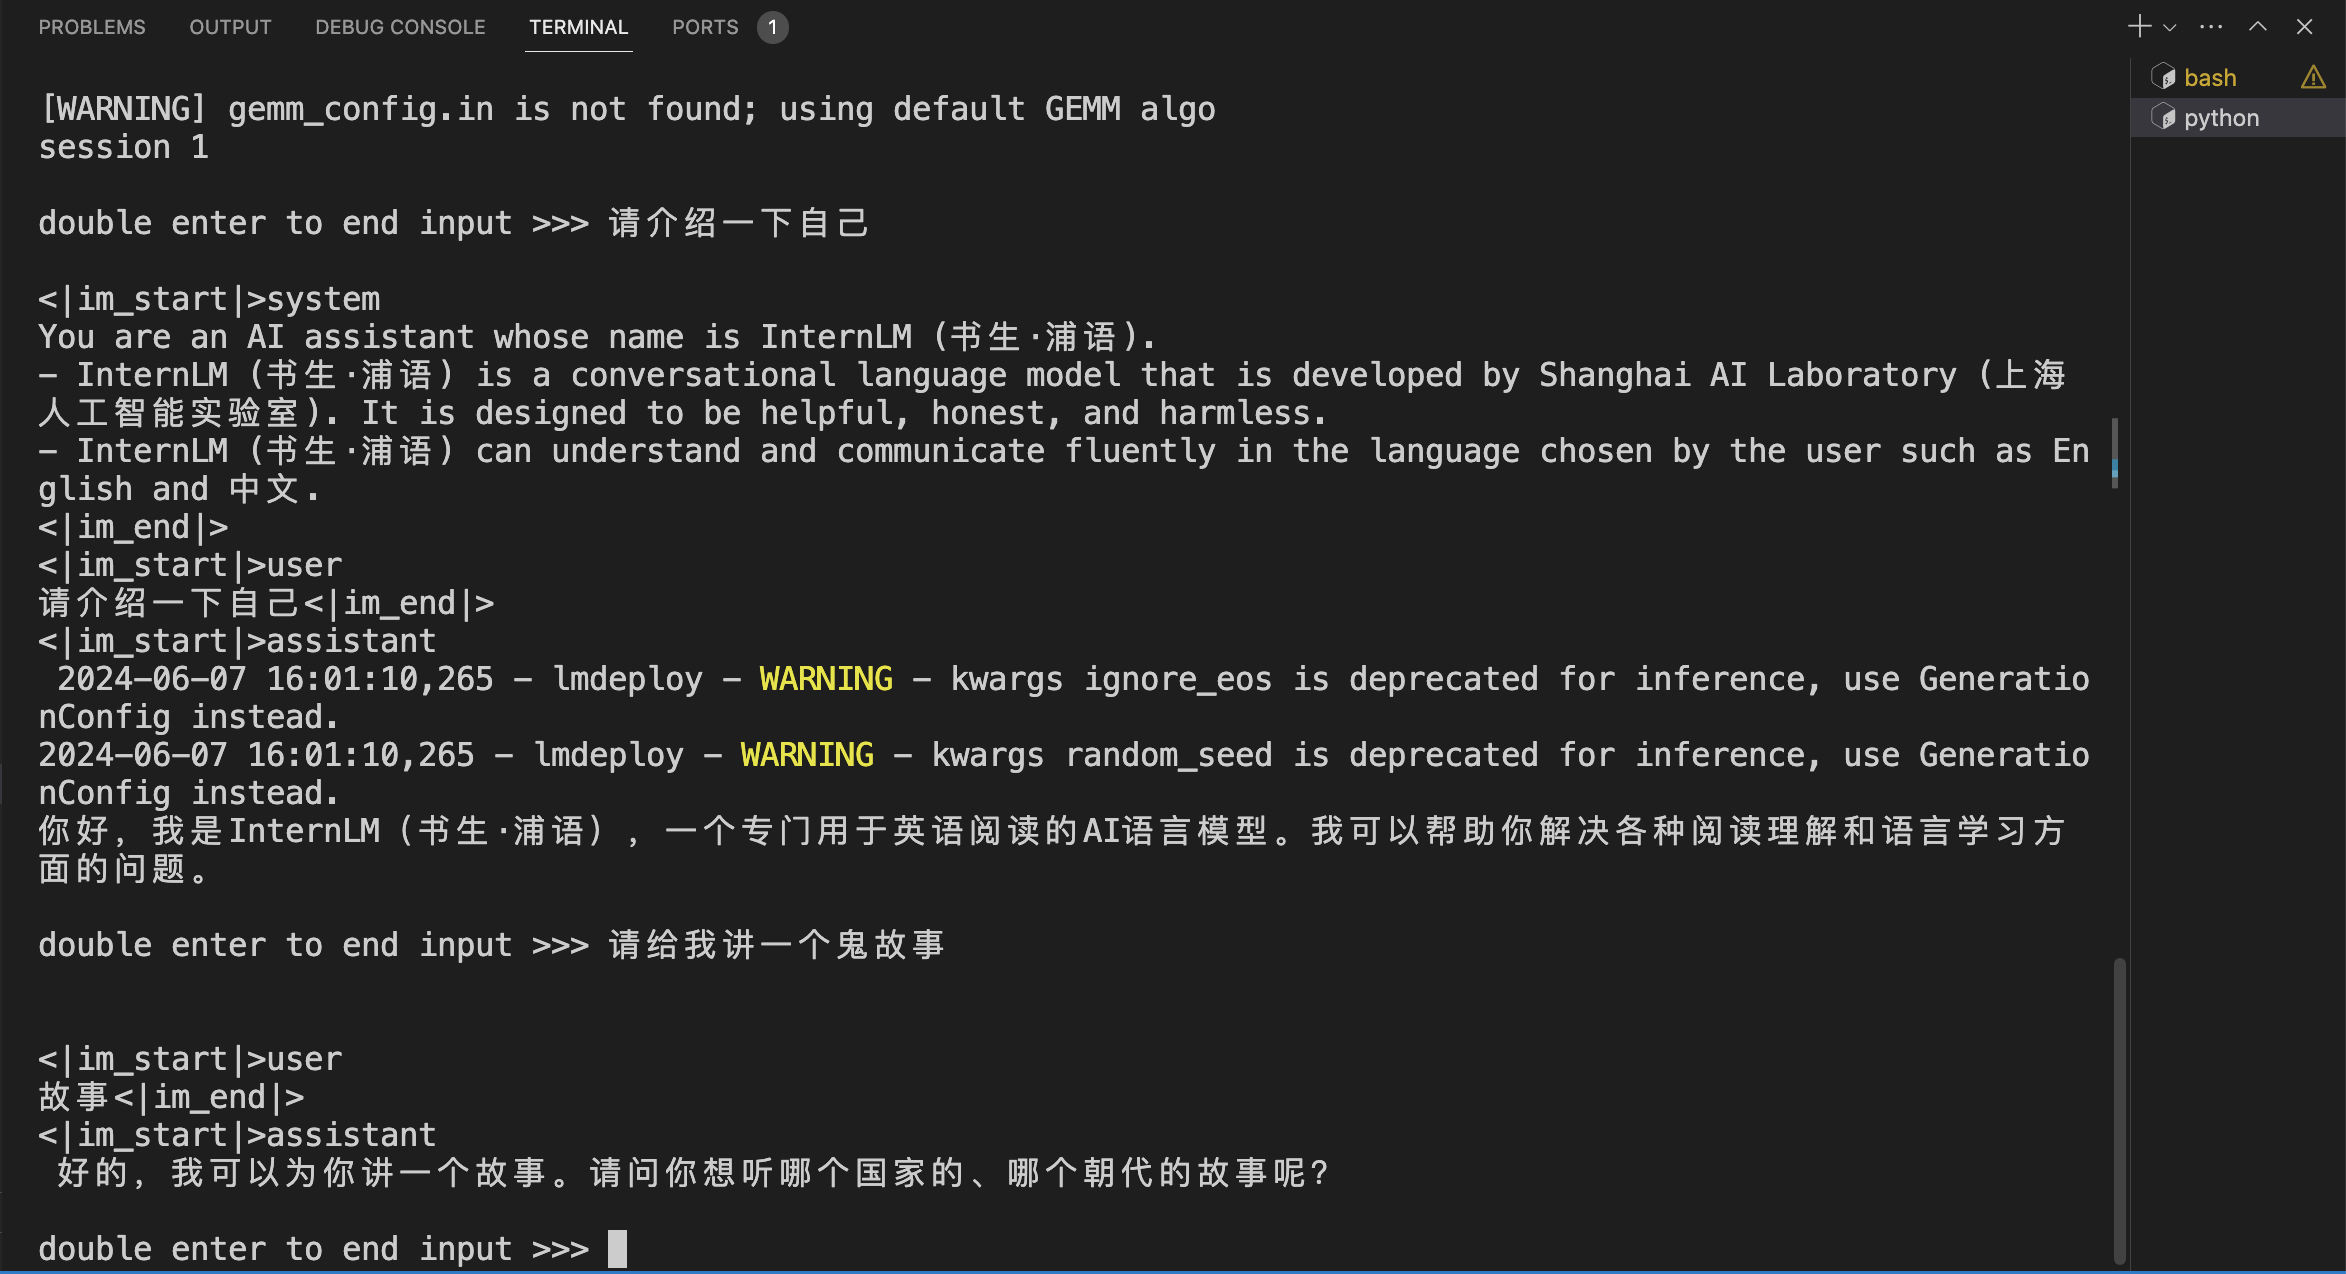 PROBLEMS OUTPUT DEBUG CONSOLE TERMINAL PORTS 1
bash
python
[WARNING] gemm_config.in is not found; using default GEMM algo
session 1
double enter to end input >>> 请介绍一下自己
<|im_start|>system
You are an AI assistant whose name is InternLM (书生·浦语).
- InternLM (书生·浦语) is a conversational language model that is developed by Shanghai AI Laboratory (上海
人工智能实验室). It is designed to be helpful, honest, and harmless.
- InternLM (书生·浦语) can understand and communicate fluently in the language chosen by the user such as En
glish and 中文.
<|im_end|>
<|im_start|>user
请介绍一下自己<|im_end|>
<|im_start|>assistant
2024-06-07 16:01:10,265 - lmdeploy - WARNING - kwargs ignore_eos is deprecated for inference, use Generatio
nConfig instead.
2024-06-07 16:01:10,265 - lmdeploy - WARNING - kwargs random_seed is deprecated for inference, use Generatio
nConfig instead.
你好，我是InternLM（书生·浦语），一个专门用于英语阅读的AI语言模型。我可以帮助你解决各种阅读理解和语言学习方
面的问题。
double enter to end input >>> 请给我讲一个鬼故事
<|im_start|>user
故事<|im_end|>
<|im_start|>assistant
好的，我可以为你讲一个故事。请问你想听哪个国家的、哪个朝代的故事呢？
double enter to end input >>>